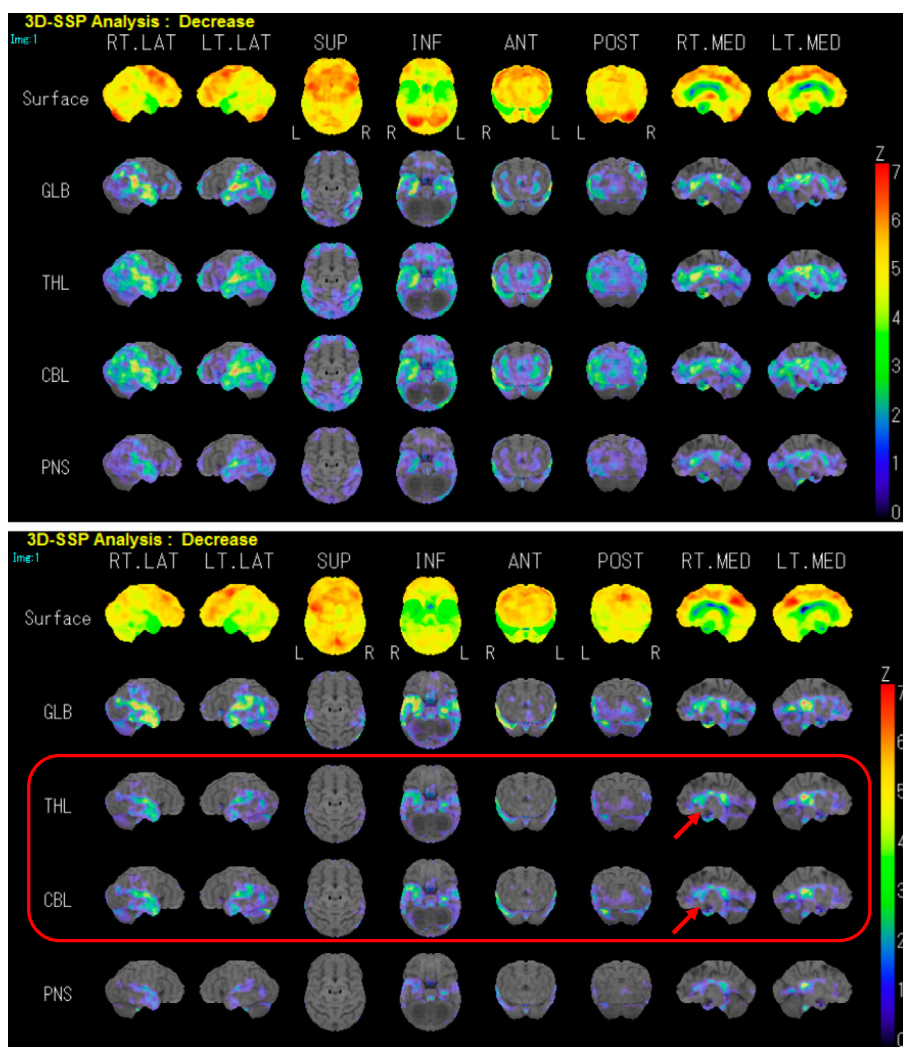 3D-SSP Analysis : Decrease
Img:1
RT.LAT LT.LAT SUP INF ANT POST RT.MED LT.MED
Surface
L R R L R L L R
Z
7
GLB
6
THL
5
4
CBL
3
2
PNS
1
0
3D-SSP Analysis : Decrease
Img:1
RT.LAT LT.LAT SUP INF ANT POST RT.MED LT.MED
Surface
L R R L R L L R
Z
7
GLB
6
THL
5
4
CBL
3
2
PNS
1
0